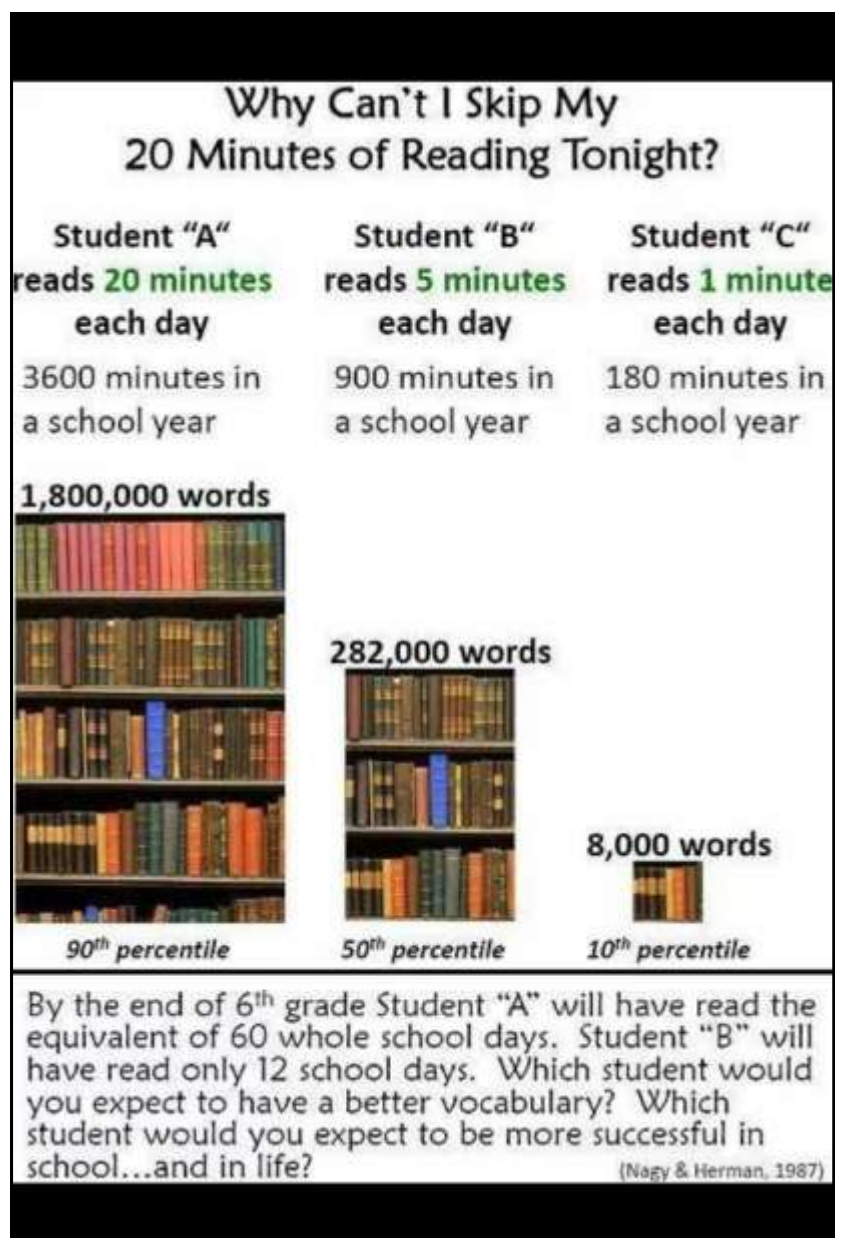 Why Can't I Skip My
20 Minutes of Reading Tonight?
Student “A“
reads 20 minutes
each day
3600 minutes in
a school year
1,800,000 words
90th percentile
Student “B“
reads 5 minutes
each day
900 minutes in
a school year
282,000 words
50th percentile
Student “C“
reads 1 minute
each day
180 minutes in
a school year
8,000 words
10th percentile
By the end of 6th grade Student “A” will have read the
equivalent of 60 whole school days. Student “B” will
have read only 12 school days. Which student would
you expect to have a better vocabulary? Which
student would you expect to be more successful in
school...and in life?
(Nagy & Herman, 1987)